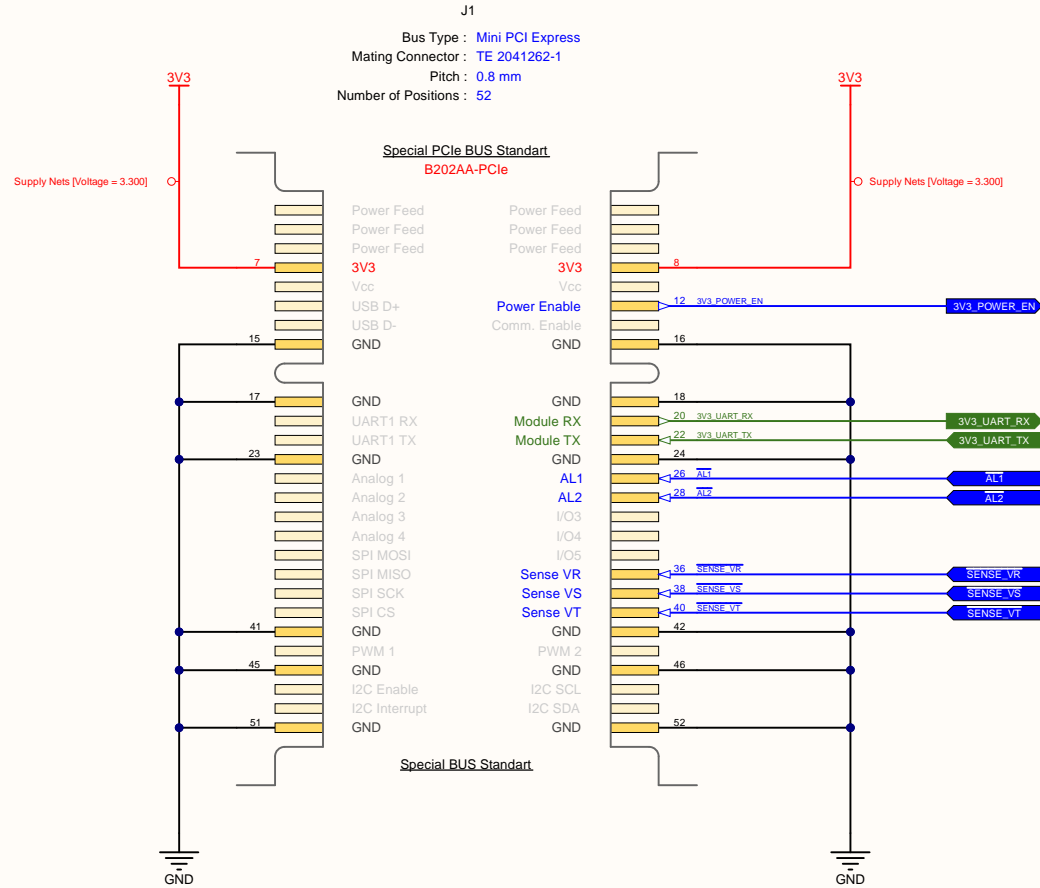 J1
Bus Type : Mini PCI Express
Mating Connector : TE 2041262-1
Pitch : 0.8 mm
Number of Positions : 52
3V3 3V3
Special PCIe BUS Standart
B202AA-PCIe
Supply Nets [Voltage = 3.300] Supply Nets [Voltage = 3.300]
Power Feed Power Feed
Power Feed Power Feed
Power Feed Power Feed
7 3V3 3V3 8
Vcc Vcc
USB D+ Power Enable 12 3V3_POWER_EN 3V3_POWER_EN
USB D- Comm. Enable
15 GND GND 16
17 GND GND 18
UART1 RX Module RX 20 3V3_UART_RX 3V3_UART_RX
UART1 TX Module TX 22 3V3_UART_TX 3V3_UART_TX
23 GND GND 24
Analog 1 AL1 26 AL1 AL1
Analog 2 AL2 28 AL2 AL2
Analog 3 I/O3
Analog 4 I/O4
SPI MOSI I/O5
SPI MISO Sense VR 36 SENSE_VR SENSE_VR
SPI SCK Sense VS 38 SENSE_VS SENSE_VS
SPI CS Sense VT 40 SENSE_VT SENSE_VT
41 GND GND 42
PWM 1 PWM 2
45 GND GND 46
I2C Enable I2C SCL
I2C Interrupt I2C SDA
51 GND GND 52
Special BUS Standart
GND GND